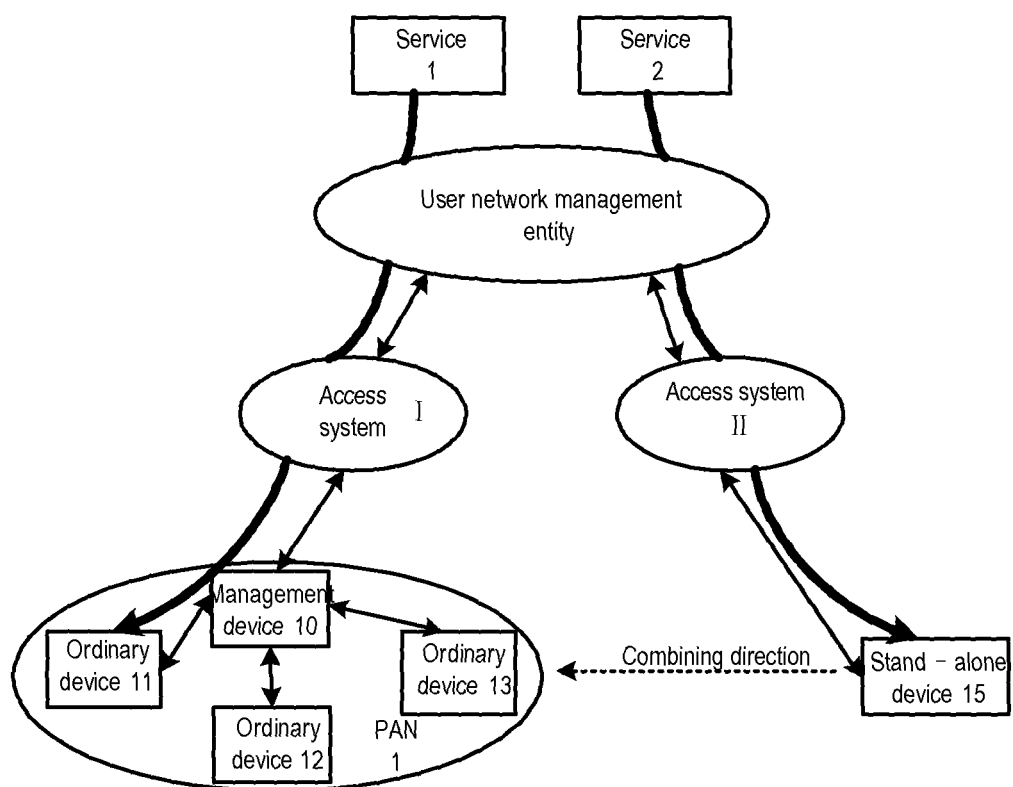 Service
1
Service
2
User network management
entity
Access
system I
Access system
II
Management
device 10
Ordinary
device 11
Ordinary
device 13
Ordinary
device 12
PAN
1
Combining direction
Stand - alone
device 15